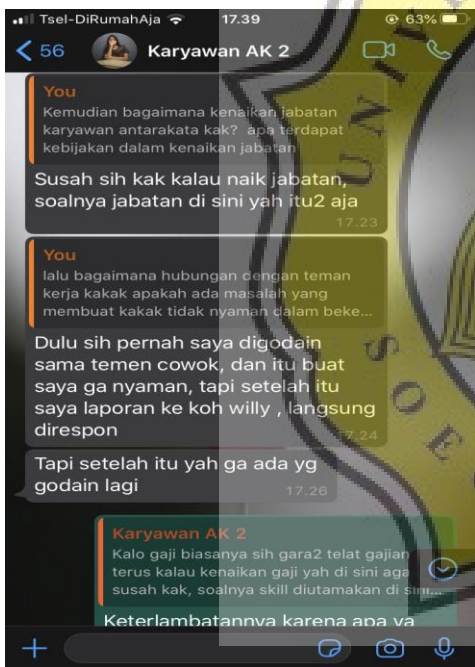 Tsel-DiRumahAja 17.39 63%
56 Karyawan AK 2
You
Kemudian bagaimana kenaikan jabatan
karyawan antarakata kak? apa terdapat
kebijakan dalam kenaikan jabatan
Susah sih kak kalau naik jabatan,
soalnya jabatan di sini yah itu2 aja
17.23
You
lalu bagaimana hubungan dengan teman
kerja kakak apakah ada masalah yang
membuat kakak tidak nyaman dalam beke...
Dulu sih pernah saya digodain
sama temen cowok, dan itu buat
saya ga nyaman, tapi setelah itu
saya laporan ke koh willy , langsung
direspon
17.24
Tapi setelah itu yah ga ada yg
godain lagi
17.26
Karyawan AK 2
Kalo gaji biasanya sih gara2 telat gajian
terus kalau kenaikan gaji yah di sini aga
susah kak, soalnya skill diutamakan di sini...
Keterlambatannya karena apa ya
UNI
SOE